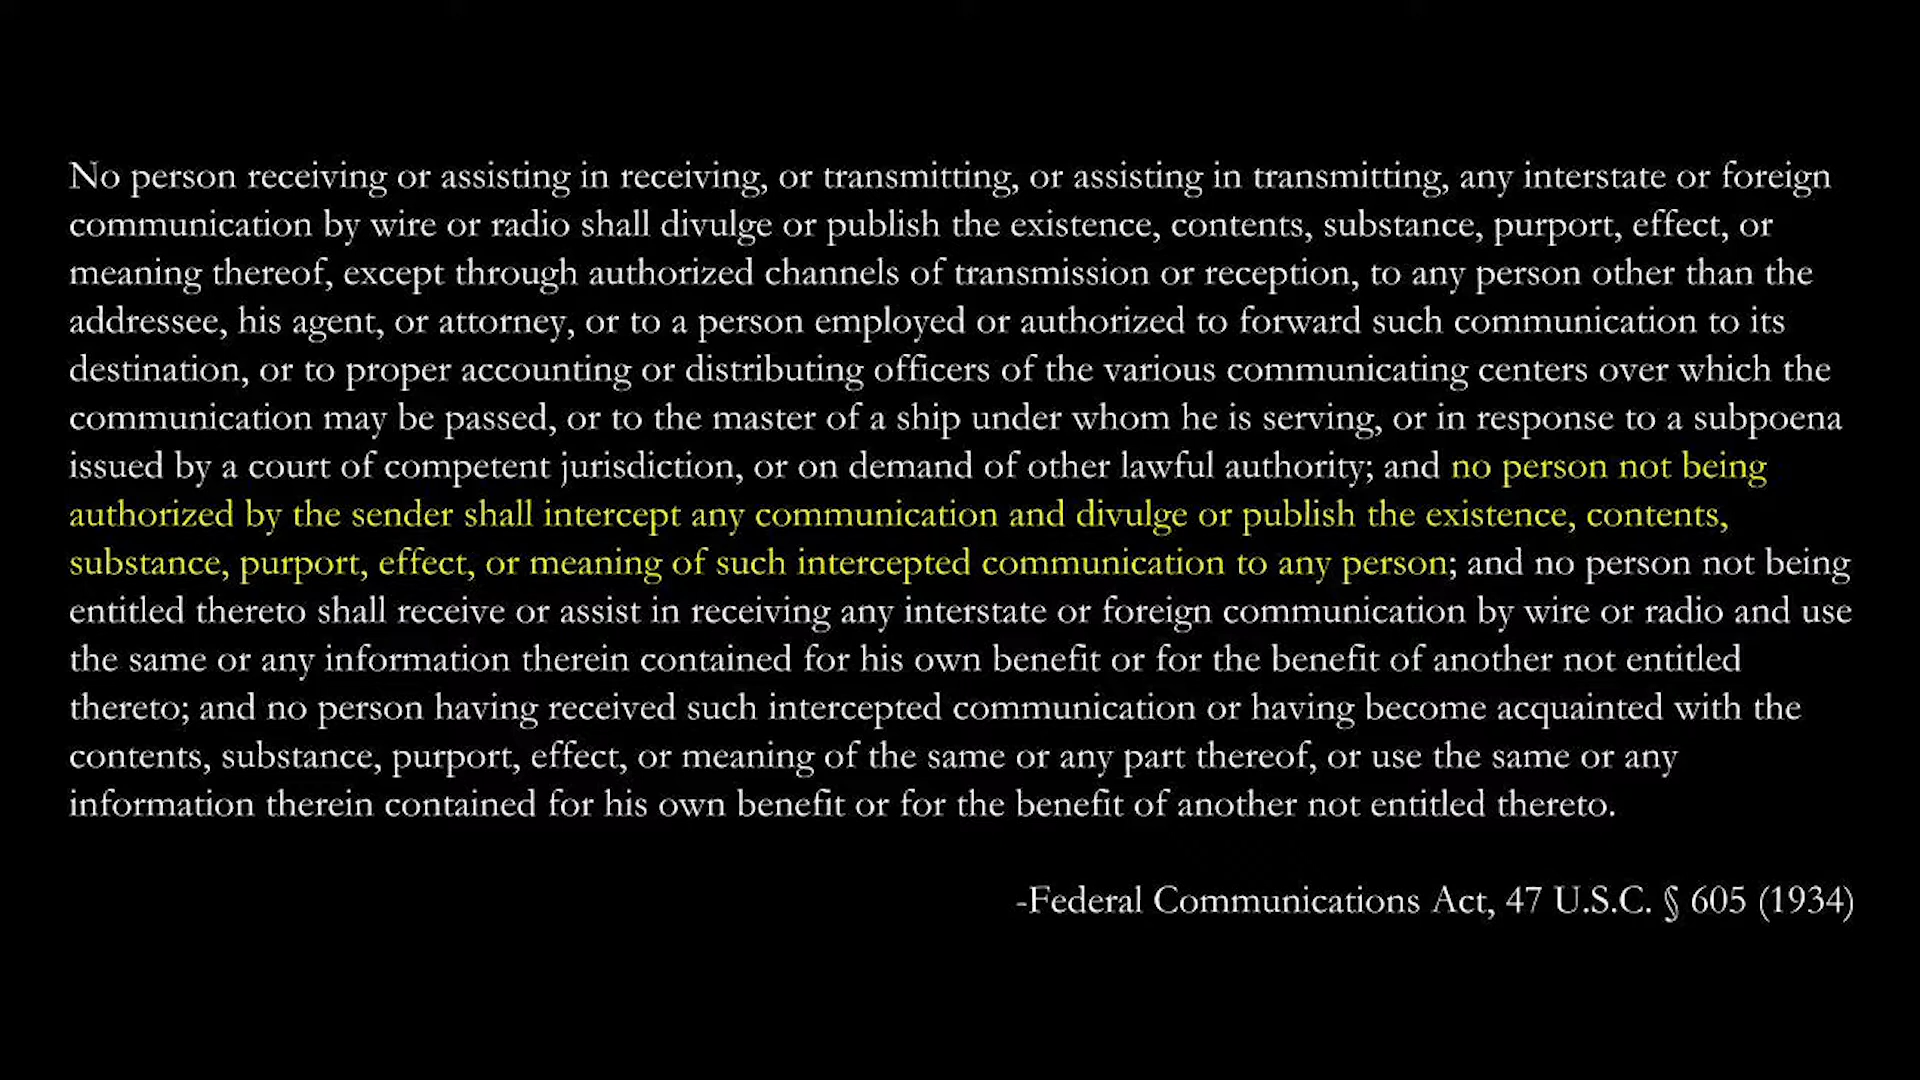 No person receiving or assisting in receiving, or transmitting, or assisting in transmitting, any interstate or foreign
communication by wire or radio shall divulge or publish the existence, contents, substance, purport, effect, or
meaning thereof, except through authorized channels of transmission or reception, to any person other than the
addressee, his agent, or attorney, or to a person employed or authorized to forward such communication to its
destination, or to proper accounting or distributing officers of the various communicating centers over which the
communication may be passed, or to the master of a ship under whom he is serving, or in response to a subpoena
issued by a court of competent jurisdiction, or on demand of other lawful authority; and no person not being
authorized by the sender shall intercept any communication and divulge or publish the existence, contents,
substance, purport, effect, or meaning of such intercepted communication to any person; and no person not being
entitled thereto shall receive or assist in receiving any interstate or foreign communication by wire or radio and use
the same or any information therein contained for his own benefit or for the benefit of another not entitled
thereto; and no person having received such intercepted communication or having become acquainted with the
contents, substance, purport, effect, or meaning of the same or any part thereof, or use the same or any
information therein contained for his own benefit or for the benefit of another not entitled thereto.
-Federal Communications Act, 47 U.S.C. § 605 (1934)